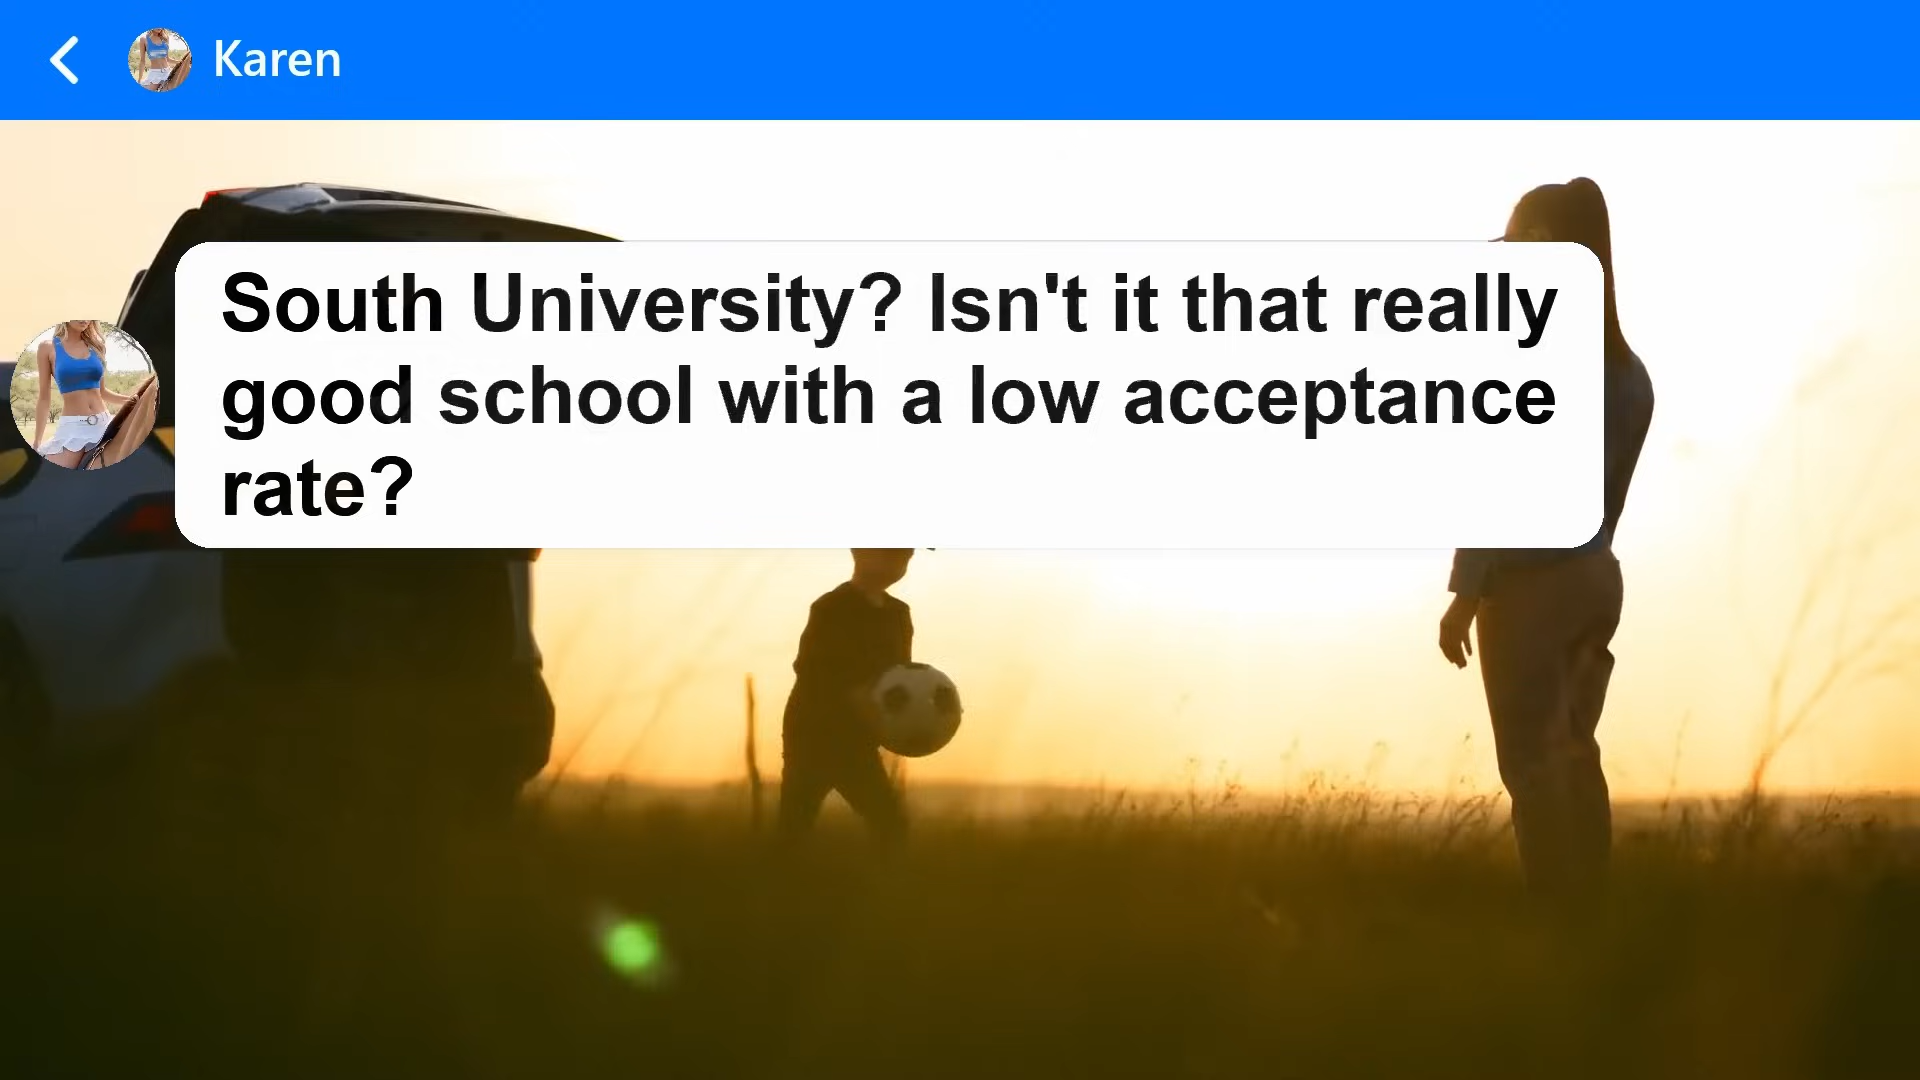 Karen
South University? Isn't it that really
good school with a low acceptance
rate?